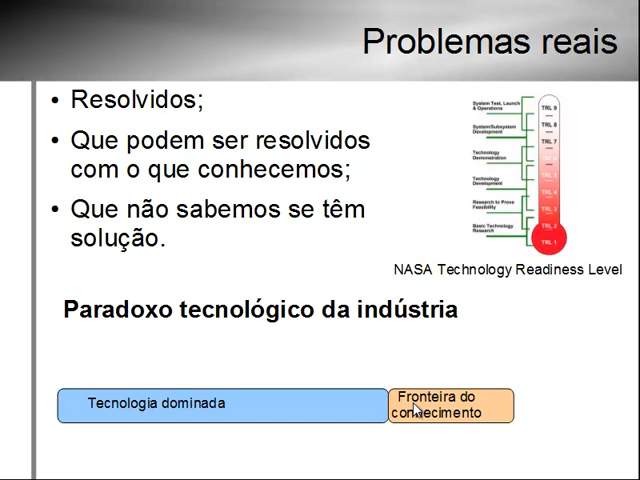 Problemas reais
• Resolvidos;
• Que podem ser resolvidos
com o que conhecemos;
• Que não sabemos se têm
solução.
System Test, Launch
& Operations
System/Subsystem
Development
Technology
Demonstration
Technology
Development
Research to Prove
Feasibility
Basic Technology
Research
TRL 9
TRL 8
TRL 7
TRL 4
TRL 3
TRL 2
TRL 1
NASA Technology Readiness Level
Paradoxo tecnológico da indústria
Tecnologia dominada
Fronteira do
conhecimento